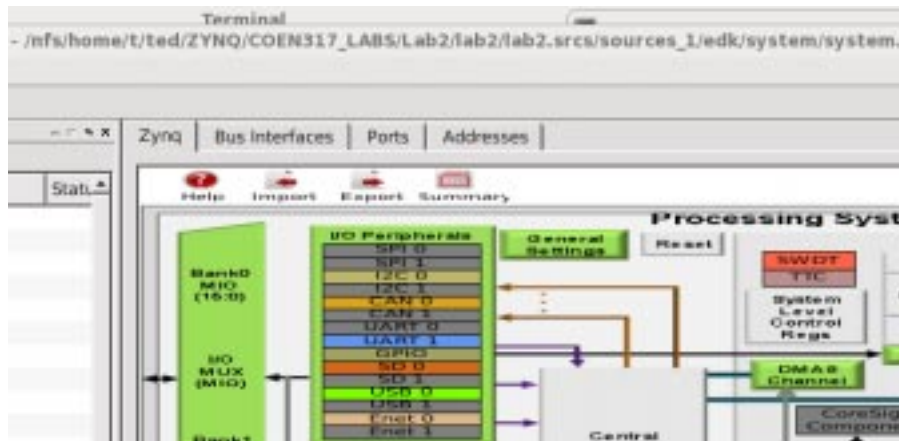 Terminal
- /nfs/home/t/ted/ZYNQ/COEN317_LABS/Lab2/lab2/lab2.srcs/sources_1/edk/system/system.
Zynq Bus Interfaces Ports Addresses
Help Import Export Summary
Processing Syst
I/O Peripherals
SPI 0
SPI 1
I2C 0
I2C 1
CAN 0
CAN 1
UART 0
UART 1
GPIO
SD 0
SD 1
USB 0
USB 1
Enet 0
Enet 1
General
Settings
Reset
SWDT
TTC
System
Level
Control
Regs
Bank0
MIO
(15:0)
I/O
MUX
(MIO)
Bank1
DMA8
Channel
CoreSig
Compone
Central